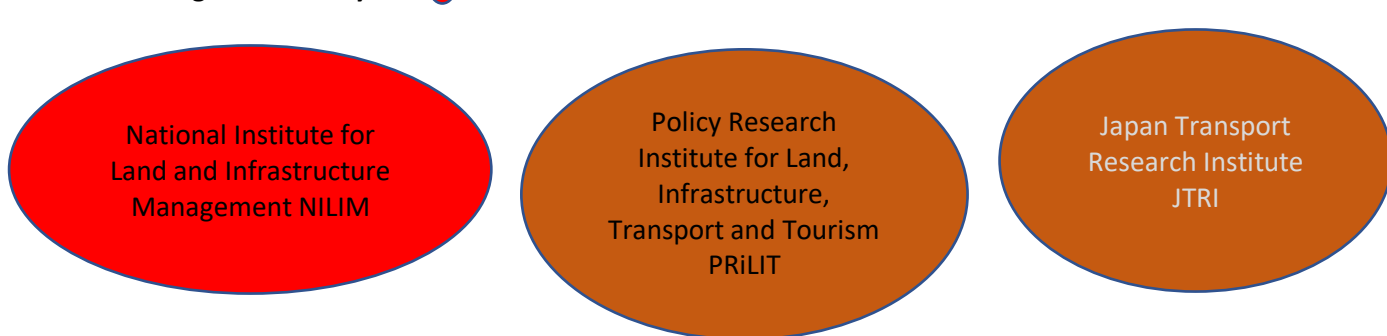 National Institute for
Land and Infrastructure
Management NILIM
Policy Research
Institute for Land,
Infrastructure,
Transport and Tourism
PRiLIT
Japan Transport
Research Institute
JTRI